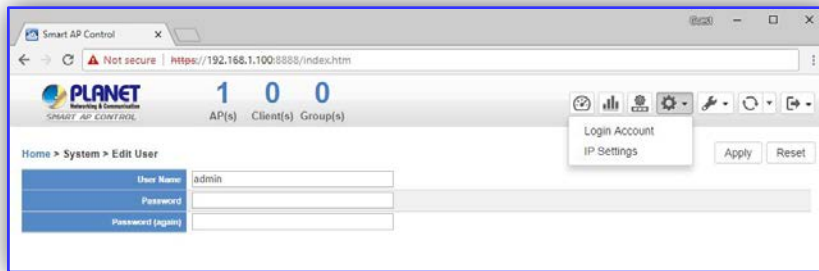 Smart AP Control
Not secure | https://192.168.1.100:8888/index.htm
PLANET
Networking & Communication
SMART AP CONTROL
1 0 0
AP(s) Client(s) Group(s)
Login Account
IP Settings
Home > System > Edit User
Apply Reset
User Name admin
Password
Password (again)